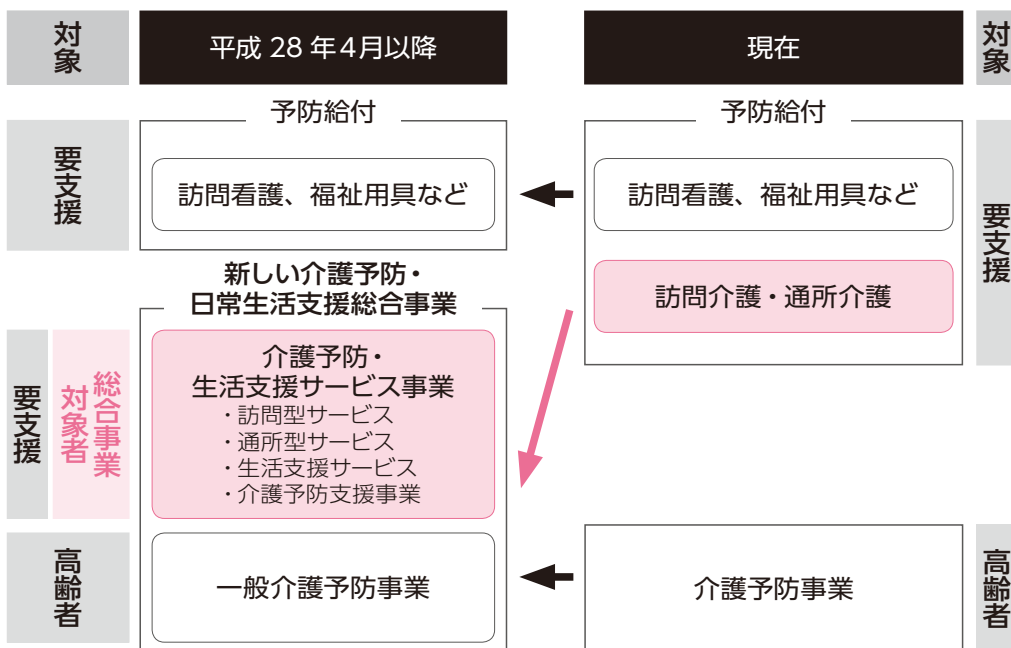 対象
平成 28 年4月以降
現在
対象
予防給付
要支援
訪問看護、福祉用具など
予防給付
訪問看護、福祉用具など
訪問介護・通所介護
要支援
新しい介護予防・
日常生活支援総合事業
要支援
総合事業
対象者
介護予防・
生活支援サービス事業
・訪問型サービス
・通所型サービス
・生活支援サービス
・介護予防支援事業
高齢者
一般介護予防事業
介護予防事業
高齢者